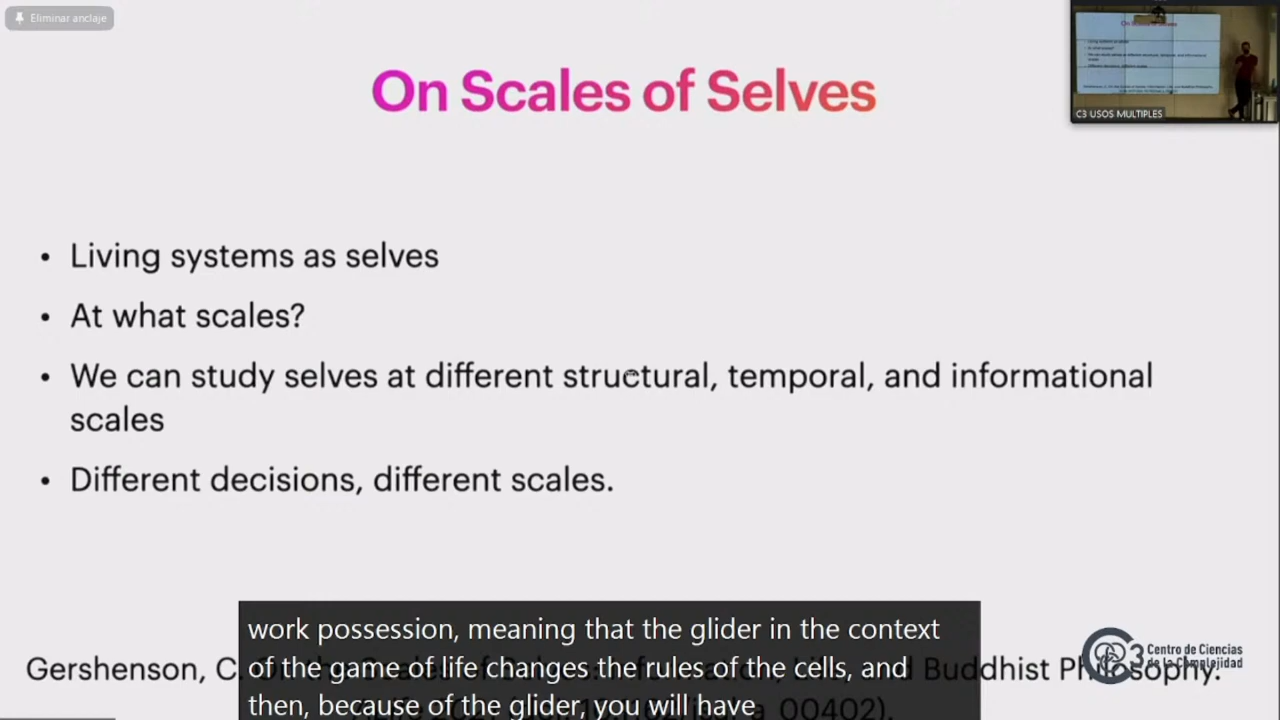 Eliminar anclaje
On Scales of Selves
C3 USOS MULTIPLES
• Living systems as selves
• At what scales?
• We can study selves at different structural, temporal, and informational
scales
• Different decisions, different scales.
work possession, meaning that the glider in the context
of the game of life changes the rules of the cells, and
then, because of the glider, you will have
Gershenson, C. Buddhist Philosophy.
00402).
3 Centro de Ciencias
de la Complejidad